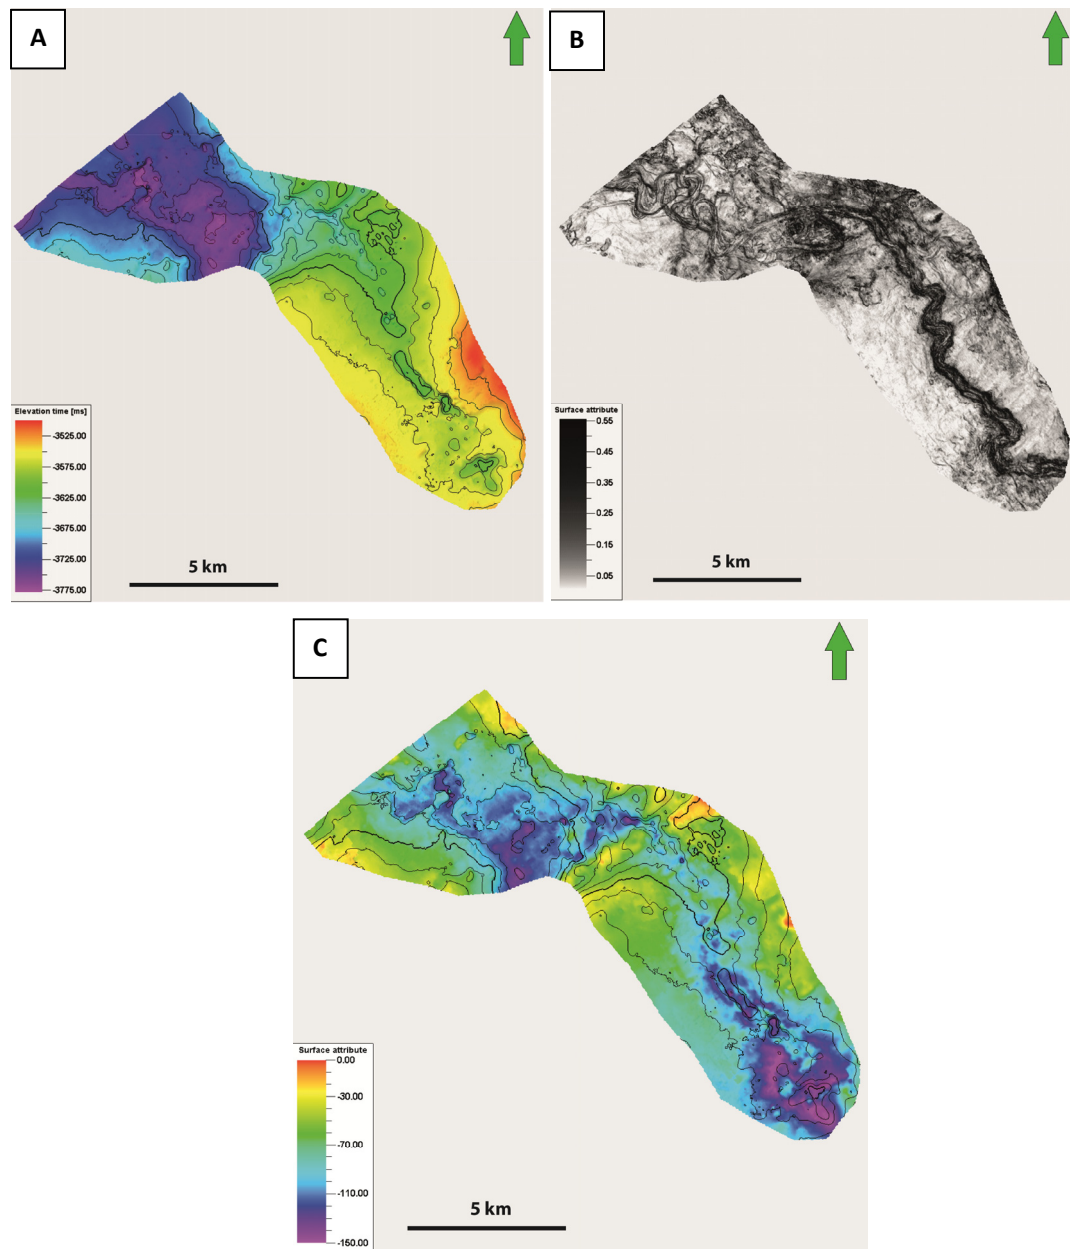 A
B
Elevation time [ms]
-3525.00
-3575.00
-3625.00
-3675.00
-3725.00
-3775.00
5 km
Surface attribute
0.55
0.45
0.35
0.25
0.15
0.05
5 km
C
Surface attribute
0.00
-30.00
-70.00
-110.00
-150.00
5 km